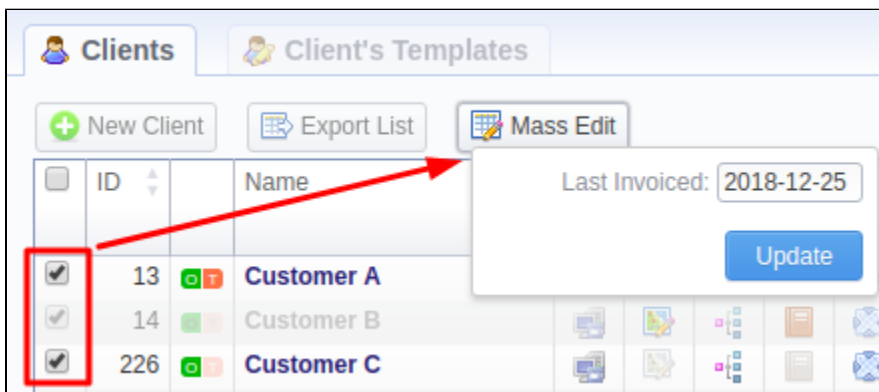 Clients Client's Templates
New Client Export List Mass Edit
ID Name
Last Invoiced: 2018-12-25
Update
13 O T Customer A
14 Customer B
226 O Customer C